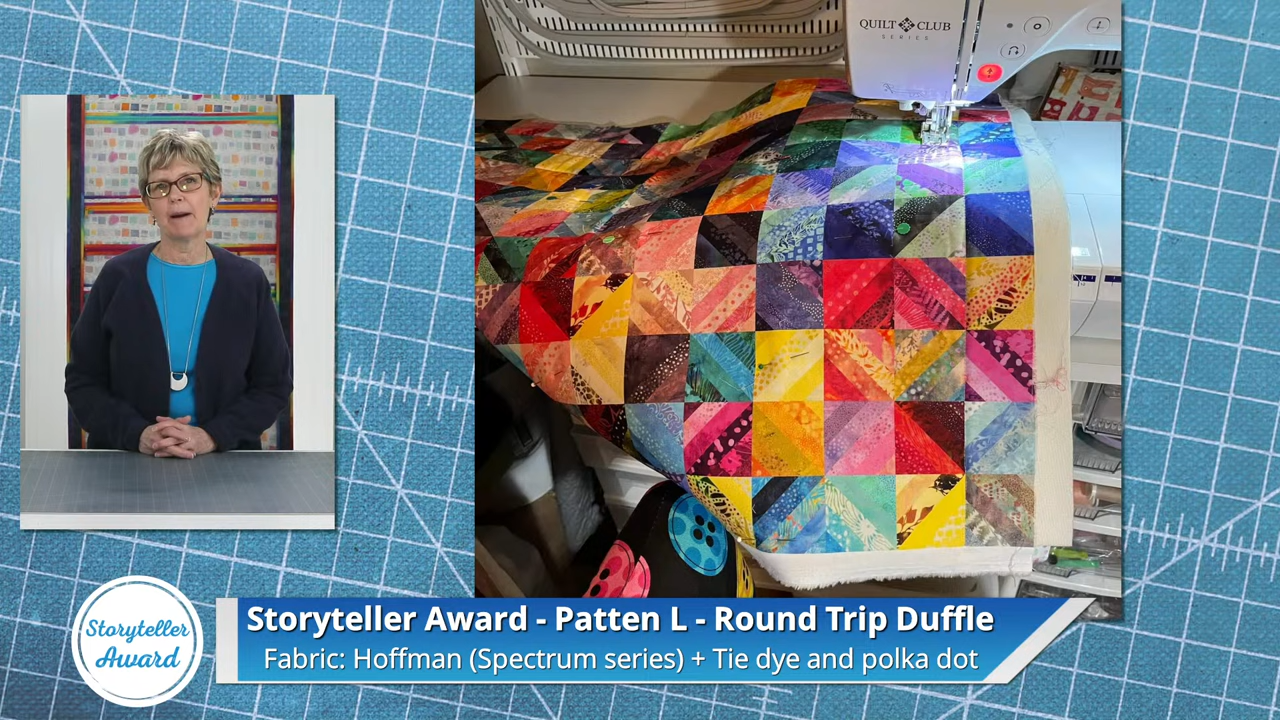 QUILT CLUB
SERIES
Storyteller
Award
Storyteller Award - Patten L - Round Trip Duffle
Fabric: Hoffman (Spectrum series) + Tie dye and polka dot